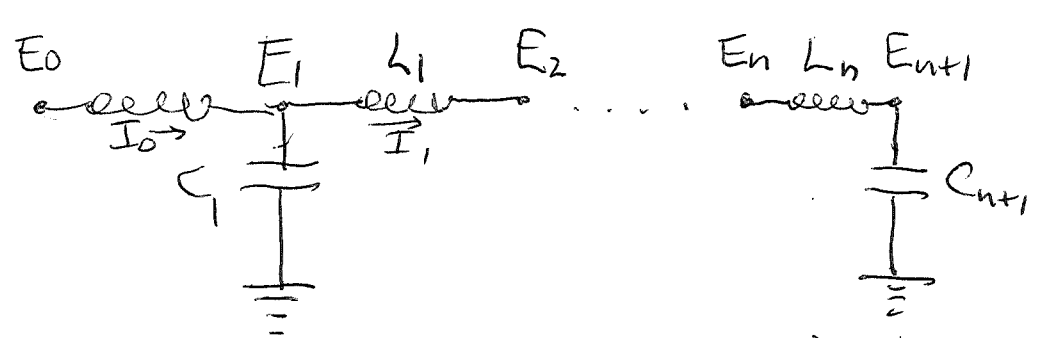 E0 E1 L1 E2 En Ln En+1
. . . . .
I0→ I1
C1 Cn+1